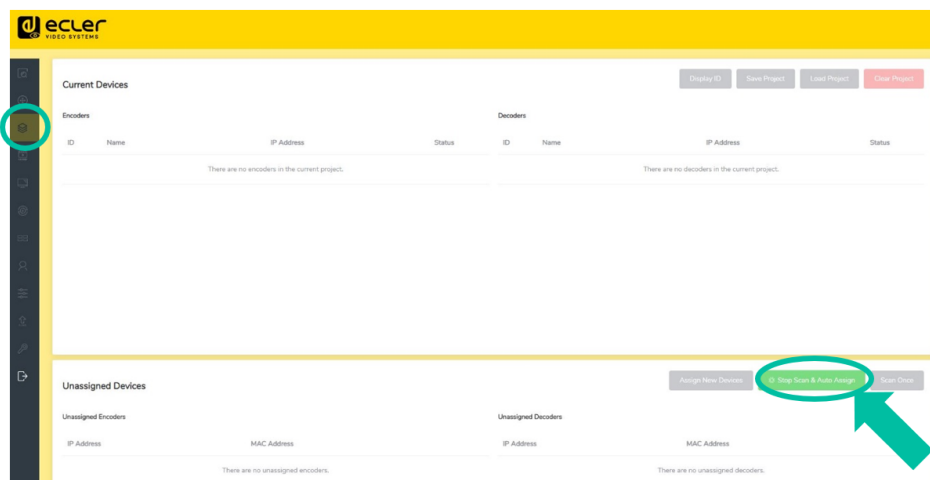 ecler
VIDEO SYSTEMS
Current Devices
Display ID Save Project Load Project Clear Project
Encoders Decoders
ID Name IP Address Status ID Name IP Address Status
There are no encoders in the current project. There are no decoders in the current project.
Unassigned Devices
Assign New Devices Stop Scan & Auto Assign Scan Once
Unassigned Encoders Unassigned Decoders
IP Address MAC Address IP Address MAC Address
There are no unassigned encoders. There are no unassigned decoders.